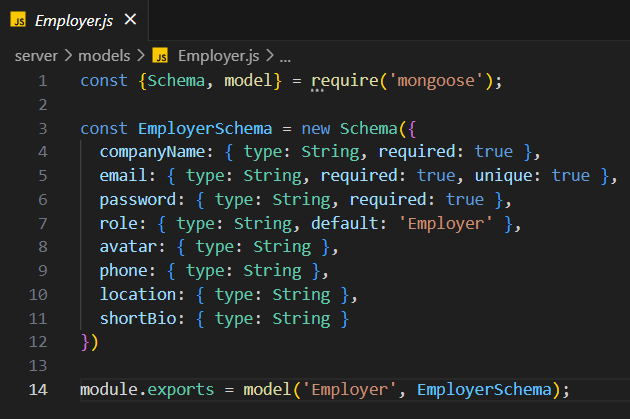 JS Employer.js ×
server > models > JS Employer.js > ...
1 const {Schema, model} = require('mongoose');
2
3 const EmployerSchema = new Schema({
4   companyName: { type: String, required: true },
5   email: { type: String, required: true, unique: true },
6   password: { type: String, required: true },
7   role: { type: String, default: 'Employer' },
8   avatar: { type: String },
9   phone: { type: String },
10   location: { type: String },
11   shortBio: { type: String }
12 })
13
14 module.exports = model('Employer', EmployerSchema);